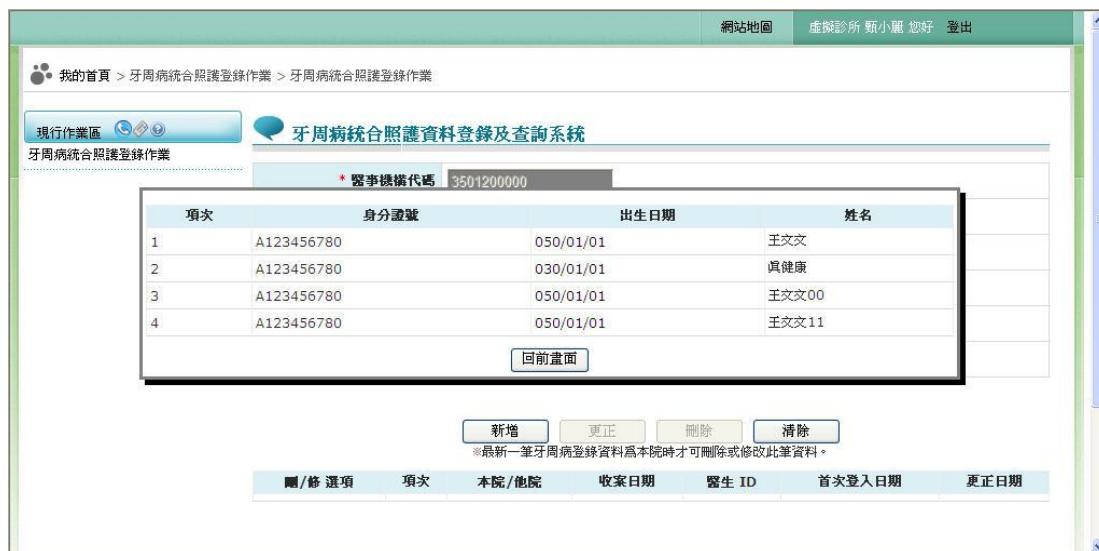 網站地圖 虛擬診所 甄小麗 您好 登出
我的首頁 > 牙周病統合照護登錄作業 > 牙周病統合照護登錄作業
現行作業區
牙周病統合照護登錄作業
牙周病統合照護資料登錄及查詢系統
* 醫事機構代碼 3501200000
項次 身分證號 出生日期 姓名
1 A123456780 050/01/01 王文文
2 A123456780 030/01/01 真健康
3 A123456780 050/01/01 王文文00
4 A123456780 050/01/01 王文文11
回前畫面
新增 更正 刪除 清除
※最新一筆牙周病登錄資料為本院時才可刪除或修改此筆資料。
刪/修 選項 項次 本院/他院 收案日期 醫生 ID 首次登入日期 更正日期